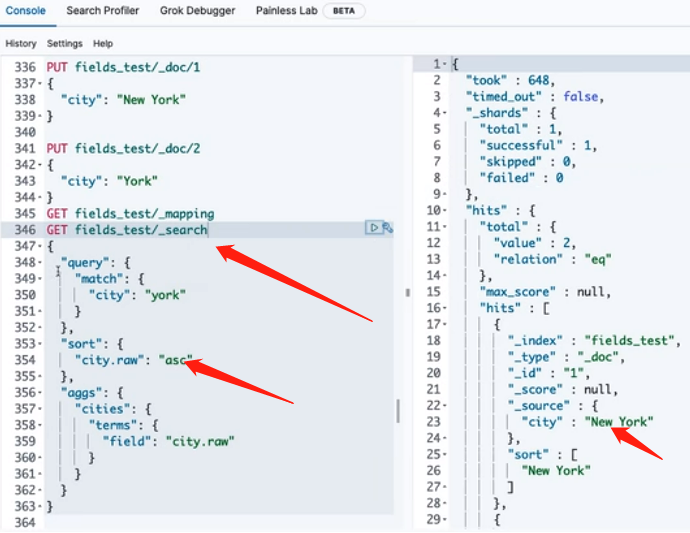 Console Search Profiler Grok Debugger Painless Lab BETA
History Settings Help
336 PUT fields_test/_doc/1
337 {
338 "city": "New York"
339 }
340
341 PUT fields_test/_doc/2
342 {
343 "city": "York"
344 }
345 GET fields_test/_mapping
346 GET fields_test/_search
347 {
348 "query": {
349 "match": {
350 "city": "york"
351 }
352 },
353 "sort": {
354 "city.raw": "asc"
355 },
356 "aggs": {
357 "cities": {
358 "terms": {
359 "field": "city.raw"
360 }
361 }
362 }
363 }
364
1 {
2 "took" : 648,
3 "timed_out" : false,
4 "_shards" : {
5 "total" : 1,
6 "successful" : 1,
7 "skipped" : 0,
8 "failed" : 0
9 },
10 "hits" : {
11 "total" : {
12 "value" : 2,
13 "relation" : "eq"
14 },
15 "max_score" : null,
16 "hits" : [
17 {
18 "_index" : "fields_test",
19 "_type" : "_doc",
20 "_id" : "1",
21 "_score" : null,
22 "_source" : {
23 "city" : "New York"
24 },
25 "sort" : [
26 "New York"
27 ]
28 },
29 {